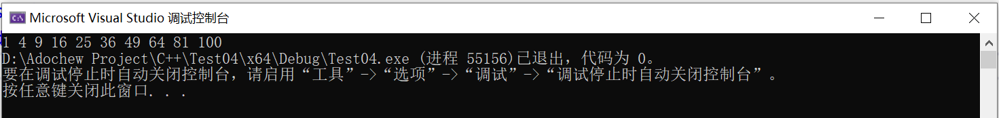 Microsoft Visual Studio 调试控制台
1 4 9 16 25 36 49 64 81 100
D:\Adochew Project\C++\Test04\x64\Debug\Test04.exe (进程 55156)已退出，代码为 0。
要在调试停止时自动关闭控制台，请启用“工具”->“选项”->“调试”->“调试停止时自动关闭控制台”。
按任意键关闭此窗口. . .